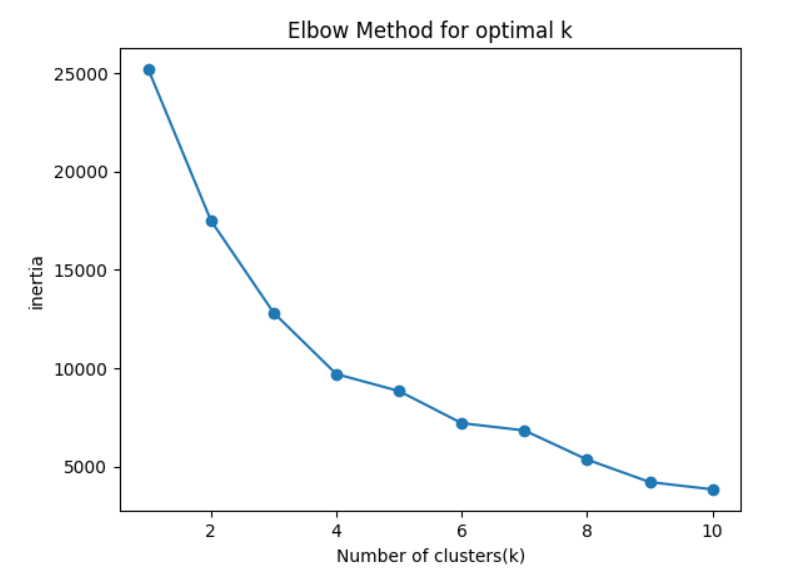 Elbow Method for optimal k
25000
20000
15000
10000
5000
inertia
2 4 6 8 10
Number of clusters(k)